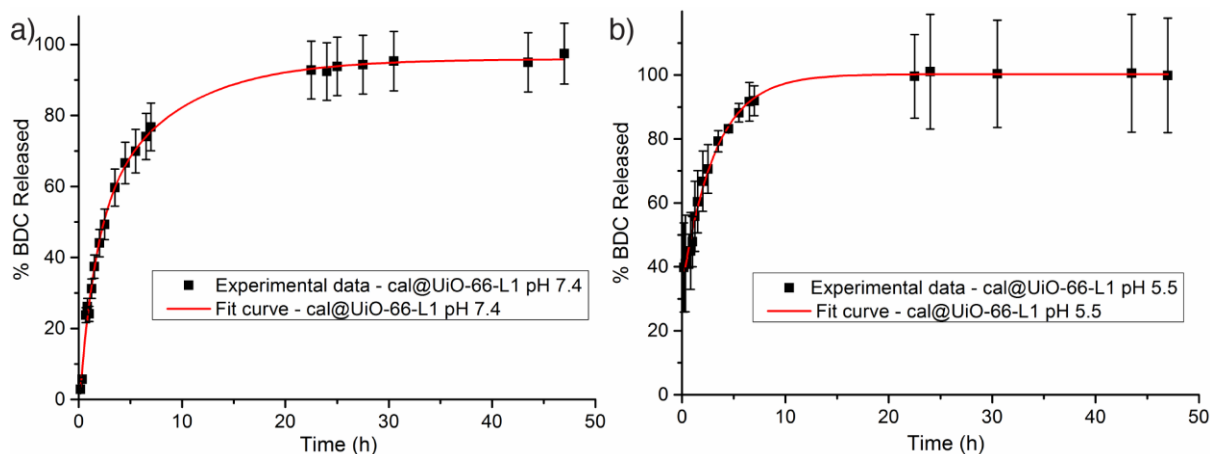 a)
100
80
60
40
20
0
% BDC Released
Experimental data - cal@UiO-66-L1 pH 7.4
Fit curve - cal@UiO-66-L1 pH 7.4
0 10 20 30 40 50
Time (h)
b)
120
100
80
60
40
20
0
% BDC Released
Experimental data - cal@UiO-66-L1 pH 5.5
Fit curve - cal@UiO-66-L1 pH 5.5
0 10 20 30 40 50
Time (h)